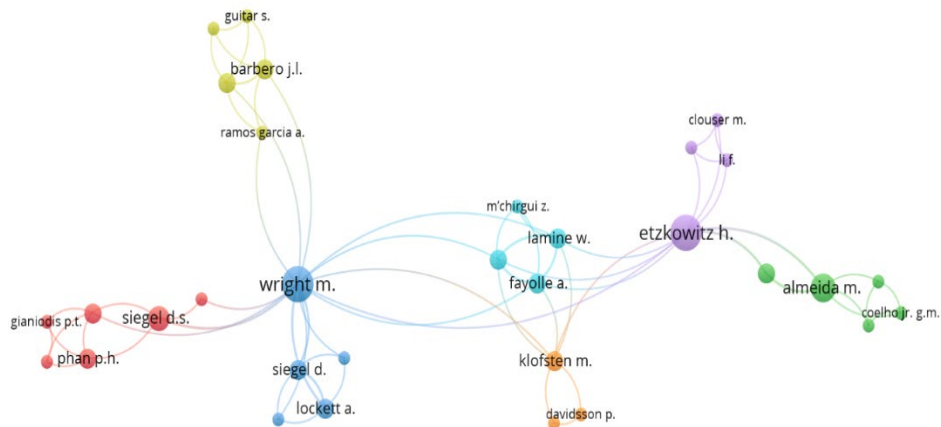 guitar s.
barbero j.l.
ramos garcia a.
clouser m.
li f.
m'chirgui z.
lamine w.
etzkowitz h.
wright m.
fayolle a.
almeida m.
coelho jr. g.m.
gianiodis p.t.
siegel d.s.
phan p.h.
siegel d.
klofsten m.
lockett a.
davidsson p.